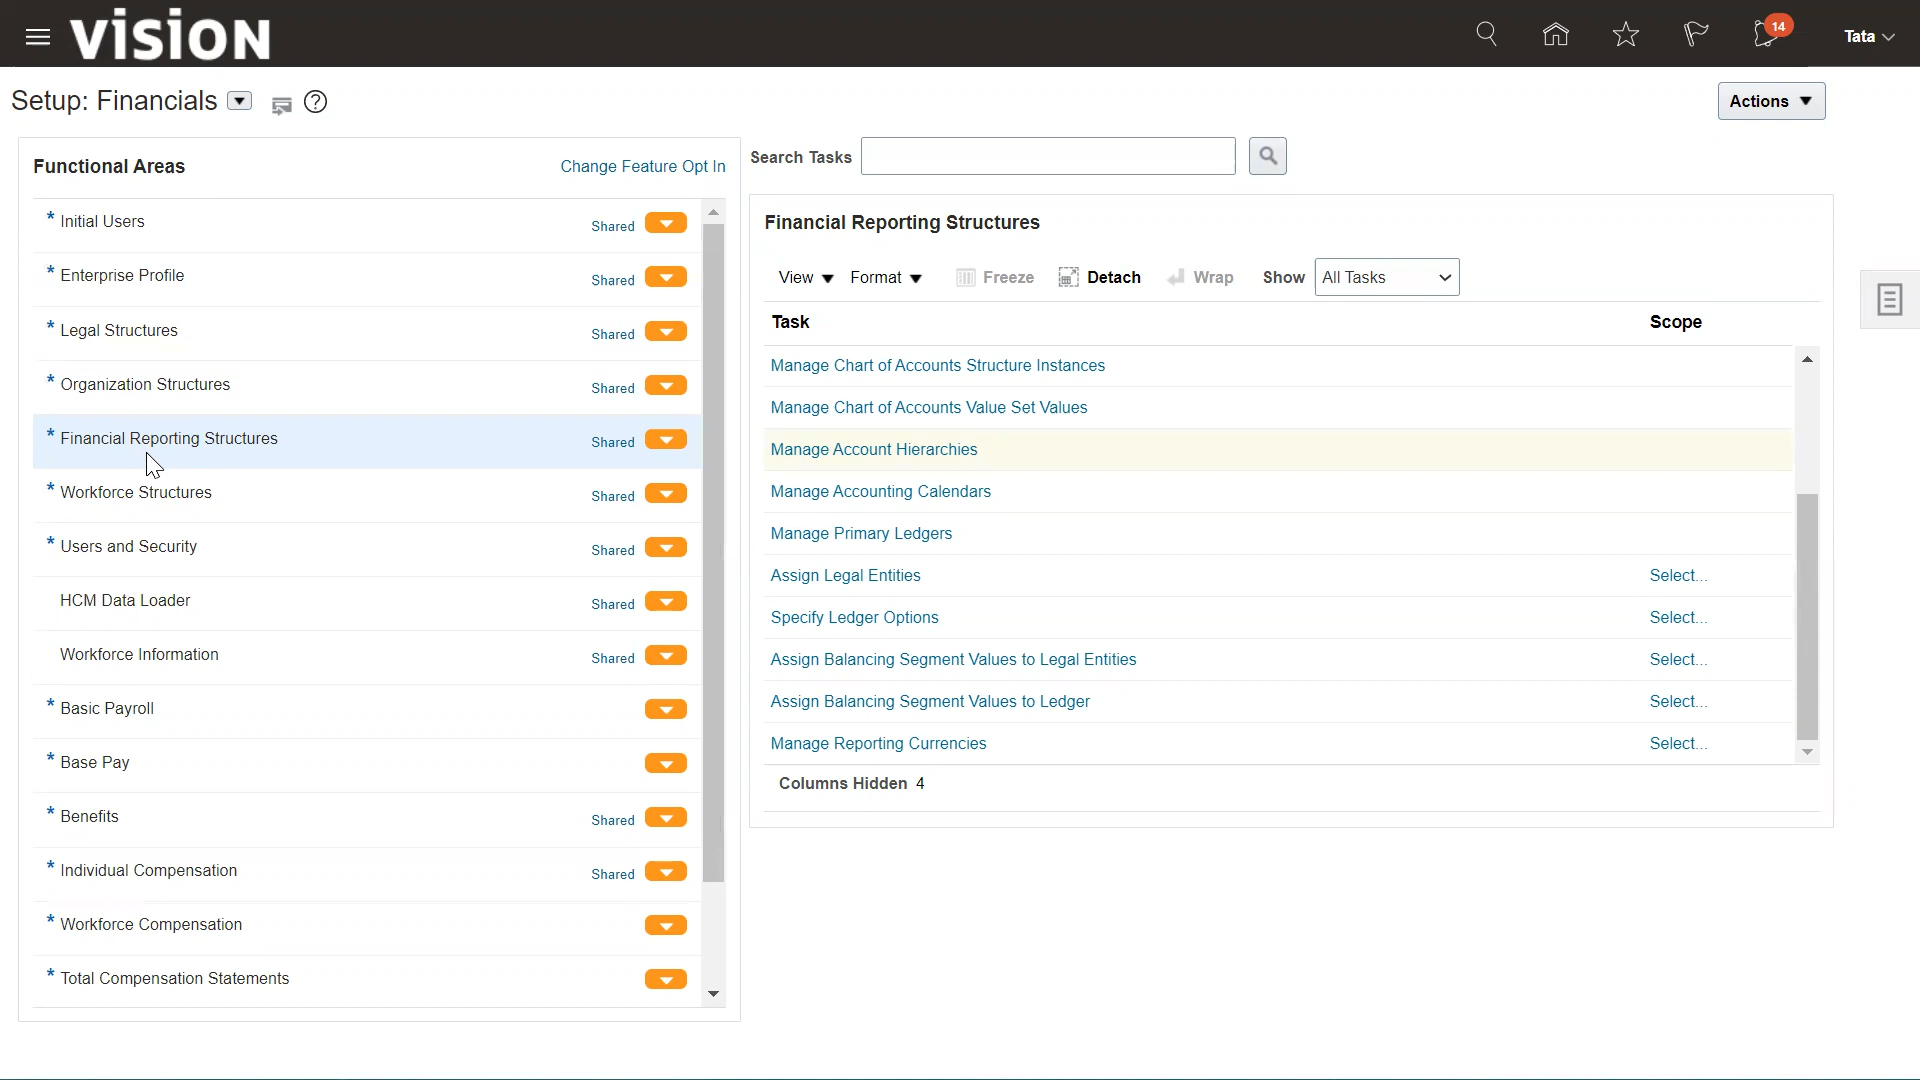 VISION
14
Tata
Setup: Financials
Actions
Functional Areas
Change Feature Opt In
* Initial Users Shared
* Enterprise Profile Shared
* Legal Structures Shared
* Organization Structures Shared
* Financial Reporting Structures Shared
* Workforce Structures Shared
* Users and Security Shared
HCM Data Loader Shared
Workforce Information Shared
* Basic Payroll
* Base Pay
* Benefits Shared
* Individual Compensation Shared
* Workforce Compensation
* Total Compensation Statements
Search Tasks
Financial Reporting Structures
View Format Freeze Detach Wrap Show All Tasks
Task Scope
Manage Chart of Accounts Structure Instances
Manage Chart of Accounts Value Set Values
Manage Account Hierarchies
Manage Accounting Calendars
Manage Primary Ledgers
Assign Legal Entities Select...
Specify Ledger Options Select...
Assign Balancing Segment Values to Legal Entities Select...
Assign Balancing Segment Values to Ledger Select...
Manage Reporting Currencies Select...
Columns Hidden 4